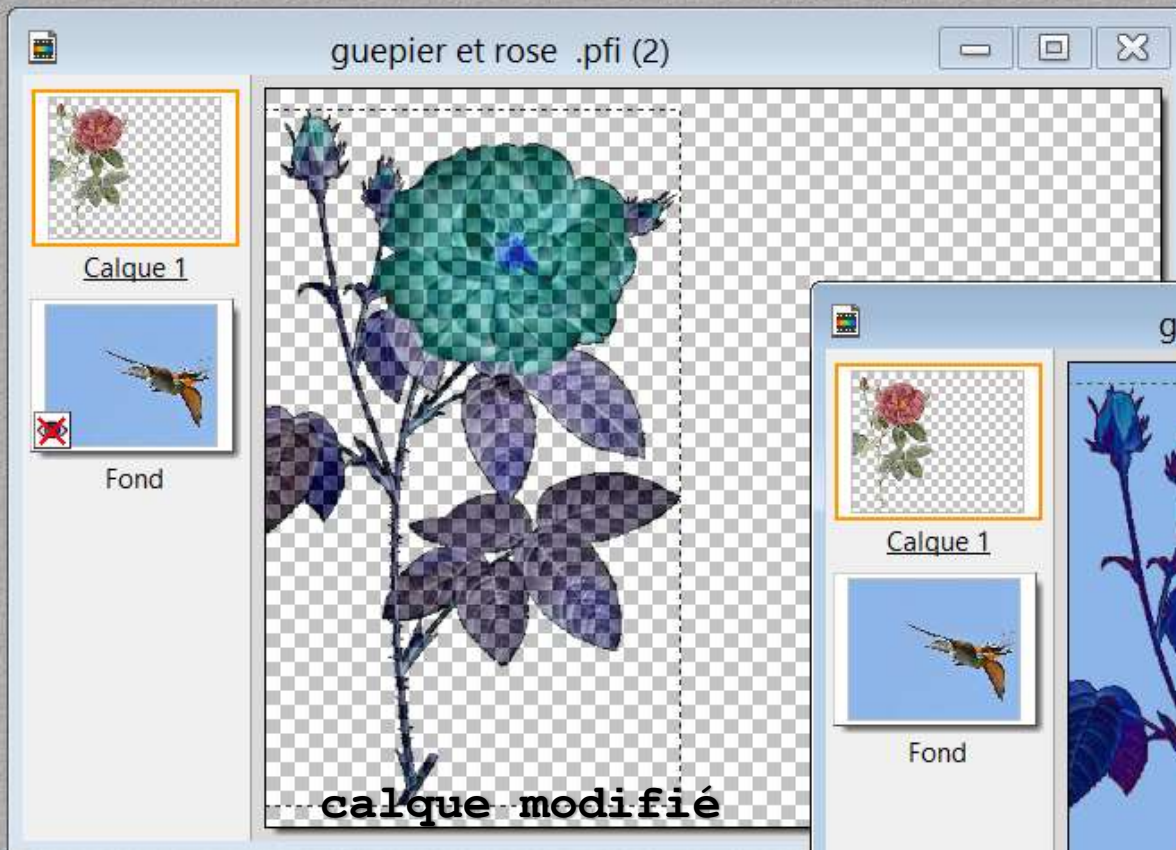 guepier et rose .pfi (2)
Calque 1
Fond
calque modifié
g
Calque 1
Fond